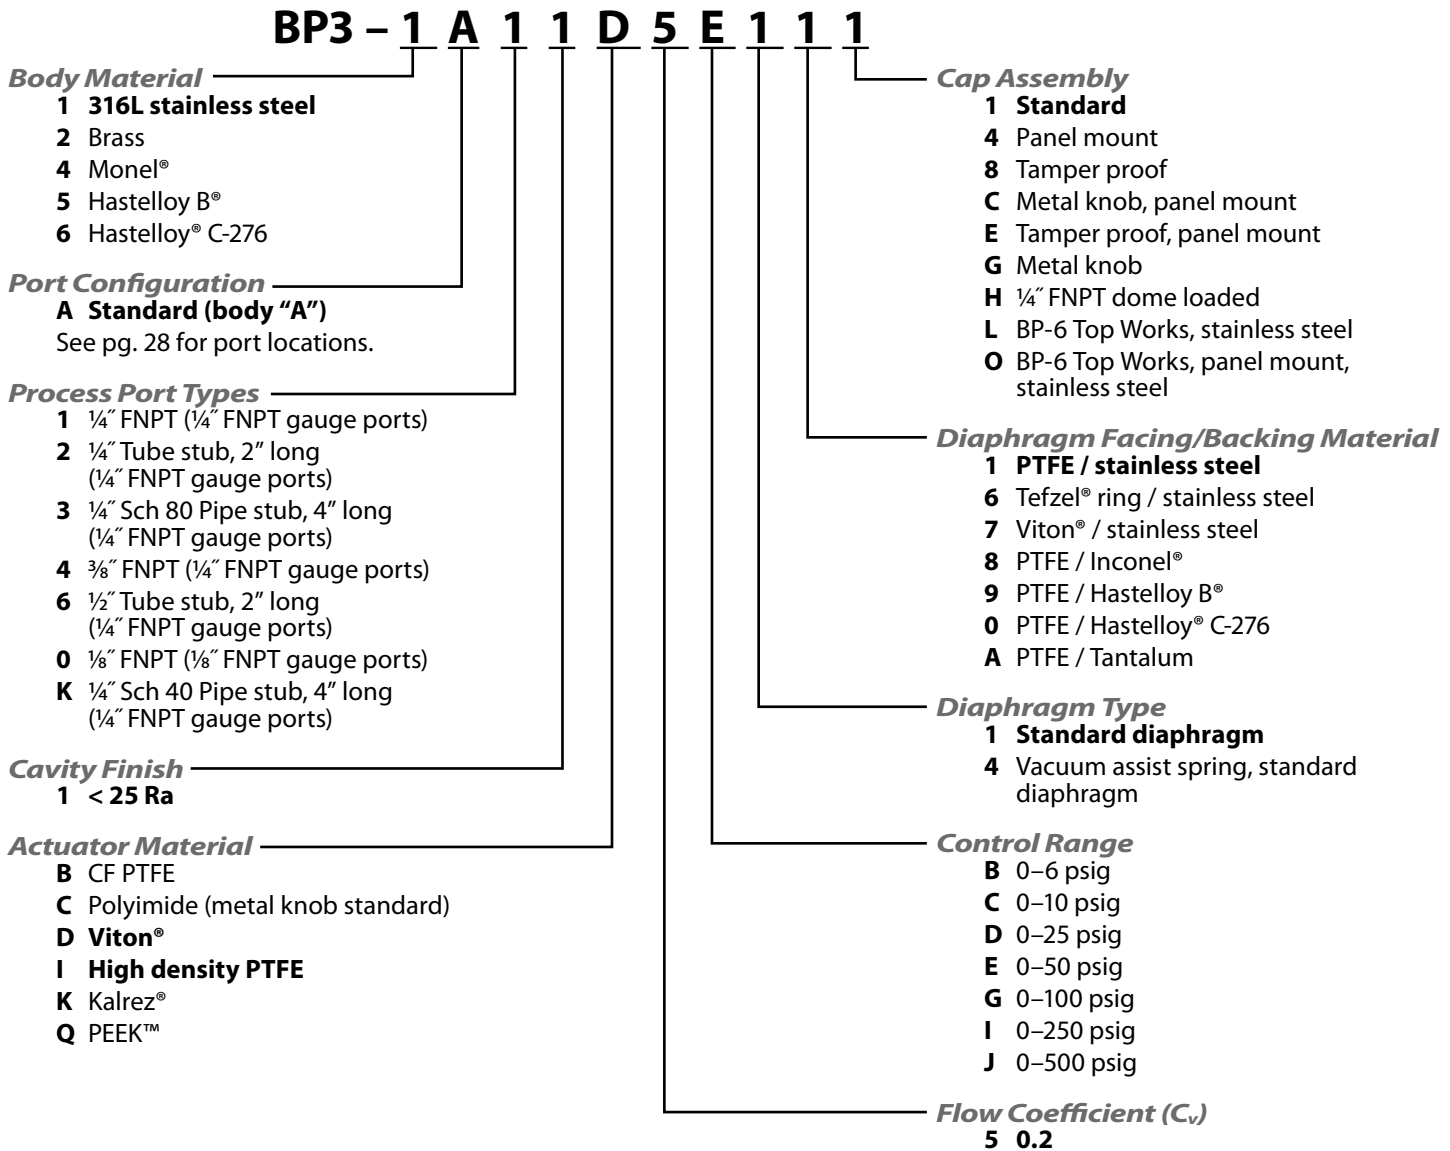 BP3 – 1 A 1 1 D 5 E 1 1 1
Body Material
1 316L stainless steel
2 Brass
4 Monel®
5 Hastelloy B®
6 Hastelloy® C-276
Port Configuration
A Standard (body “A”)
See pg. 28 for port locations.
Process Port Types
1 ¼˝ FNPT (¼˝ FNPT gauge ports)
2 ¼˝ Tube stub, 2” long
(¼˝ FNPT gauge ports)
3 ¼˝ Sch 80 Pipe stub, 4” long
(¼˝ FNPT gauge ports)
4 ⅜˝ FNPT (¼˝ FNPT gauge ports)
6 ½˝ Tube stub, 2” long
(¼˝ FNPT gauge ports)
0 ⅛˝ FNPT (⅛˝ FNPT gauge ports)
K ¼˝ Sch 40 Pipe stub, 4” long
(¼˝ FNPT gauge ports)
Cavity Finish
1 < 25 Ra
Actuator Material
B CF PTFE
C Polyimide (metal knob standard)
D Viton®
I High density PTFE
K Kalrez®
Q PEEK™
Cap Assembly
1 Standard
4 Panel mount
8 Tamper proof
C Metal knob, panel mount
E Tamper proof, panel mount
G Metal knob
H ¼˝ FNPT dome loaded
L BP-6 Top Works, stainless steel
O BP-6 Top Works, panel mount,
stainless steel
Diaphragm Facing/Backing Material
1 PTFE / stainless steel
6 Tefzel® ring / stainless steel
7 Viton® / stainless steel
8 PTFE / Inconel®
9 PTFE / Hastelloy B®
0 PTFE / Hastelloy® C-276
A PTFE / Tantalum
Diaphragm Type
1 Standard diaphragm
4 Vacuum assist spring, standard
diaphragm
Control Range
B 0–6 psig
C 0–10 psig
D 0–25 psig
E 0–50 psig
G 0–100 psig
I 0–250 psig
J 0–500 psig
Flow Coefficient (Cv)
5 0.2